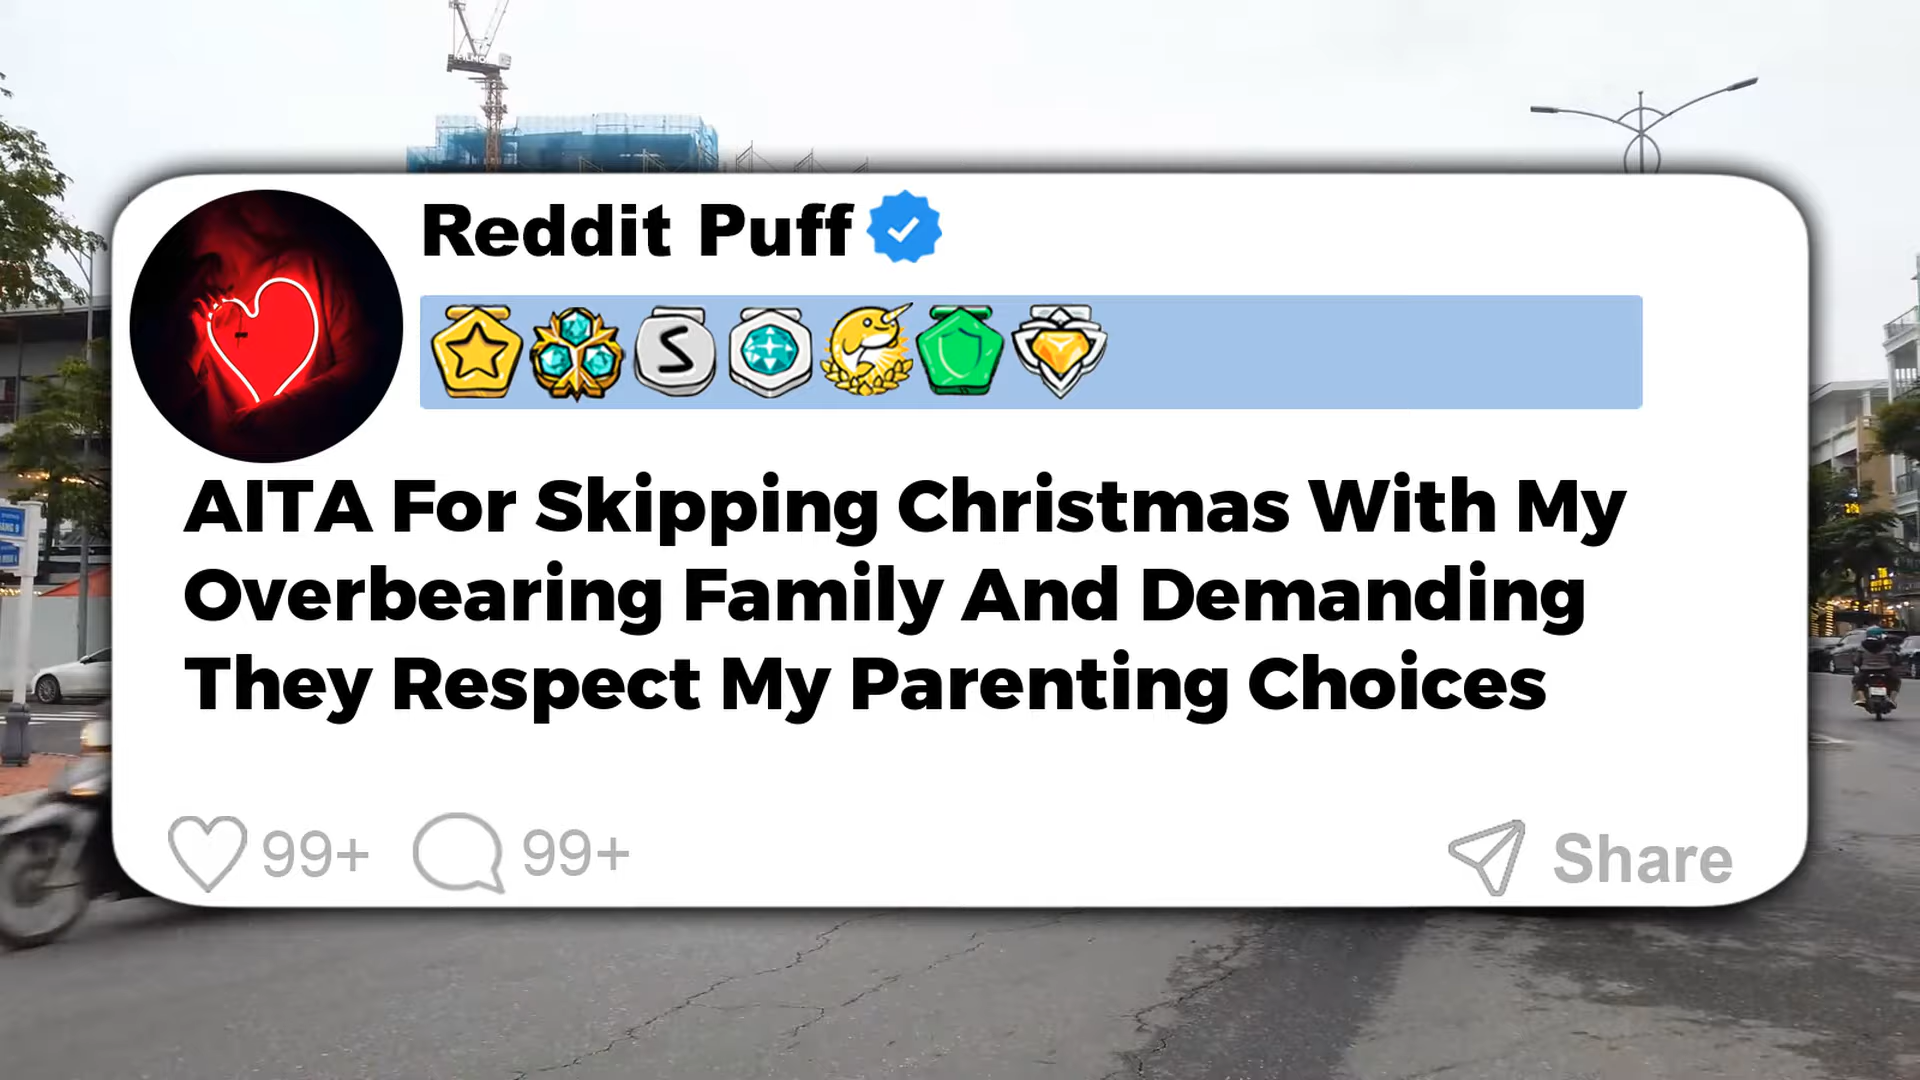 Reddit Puff
AITA For Skipping Christmas With My
Overbearing Family And Demanding
They Respect My Parenting Choices
99+
99+
Share